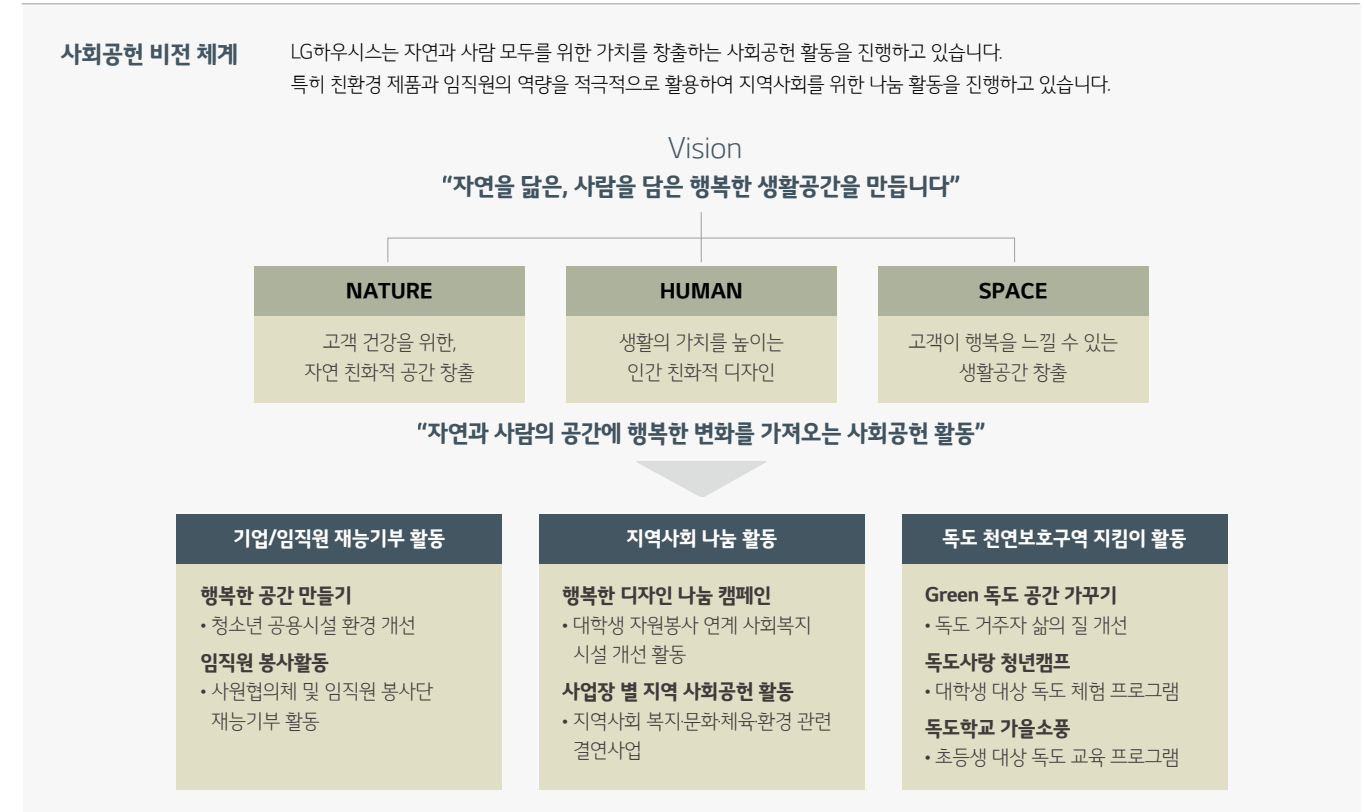 사회공헌 비전 체계
LG하우시스는 자연과 사람 모두를 위한 가치를 창출하는 사회공헌 활동을 진행하고 있습니다.
특히 친환경 제품과 임직원의 역량을 적극적으로 활용하여 지역사회를 위한 나눔 활동을 진행하고 있습니다.
Vision
“자연을 닮은, 사람을 담은 행복한 생활공간을 만듭니다”
NATURE
고객 건강을 위한,
자연 친화적 공간 창출
HUMAN
생활의 가치를 높이는
인간 친화적 디자인
SPACE
고객이 행복을 느낄 수 있는
생활공간 창출
“자연과 사람의 공간에 행복한 변화를 가져오는 사회공헌 활동”
기업/임직원 재능기부 활동
행복한 공간 만들기
• 청소년 공용시설 환경 개선
임직원 봉사활동
• 사원협의체 및 임직원 봉사단
재능기부 활동
지역사회 나눔 활동
행복한 디자인 나눔 캠페인
• 대학생 자원봉사 연계 사회복지
시설 개선 활동
사업장 별 지역 사회공헌 활동
• 지역사회 복지·문화·체육·환경 관련
결연사업
독도 천연보호구역 지킴이 활동
Green 독도 공간 가꾸기
• 독도 거주자 삶의 질 개선
독도사랑 청년캠프
• 대학생 대상 독도 체험 프로그램
독도학교 가을소풍
• 초등생 대상 독도 교육 프로그램